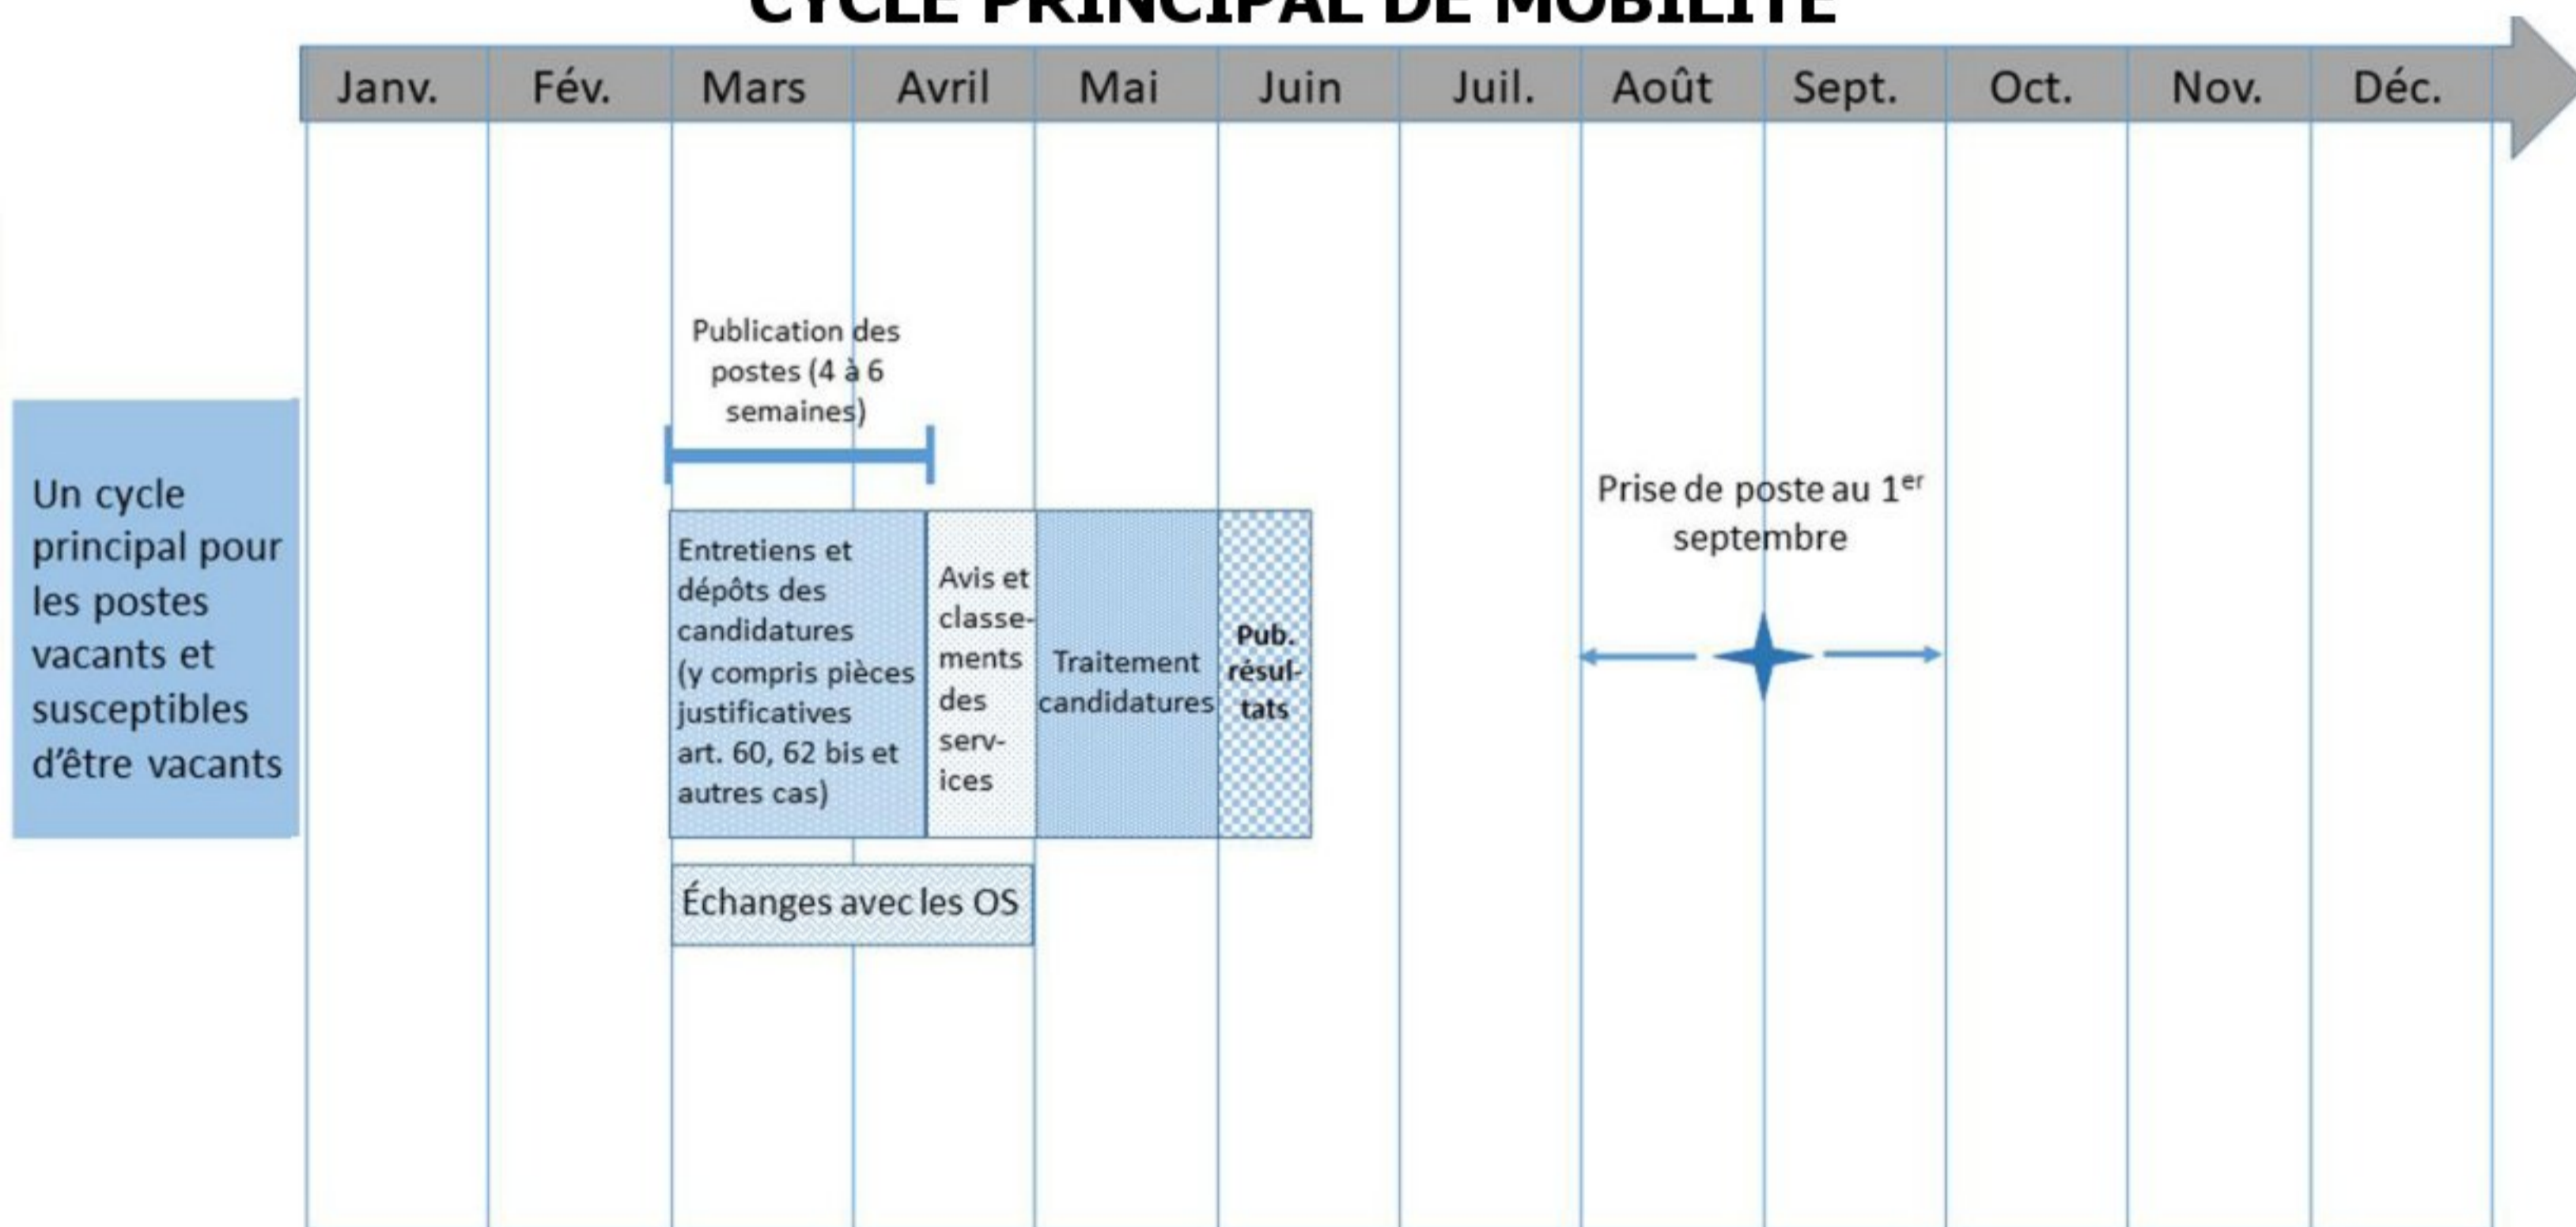 CYCLE PRINCIPAL DE MOBILITÉ
Janv. Fév. Mars Avril Mai Juin Juil. Août Sept. Oct. Nov. Déc.
Un cycle
principal pour
les postes
vacants et
susceptibles
d’être vacants
Publication des
postes (4 à 6
semaines)
Entretiens et
dépôts des
candidatures
(y compris pièces
justificatives
art. 60, 62 bis et
autres cas)
Avis et
classe-
ments
des
serv-
ices
Traitement
candidatures
Pub.
résul-
tats
Échanges avec les OS
Prise de poste au 1er
septembre